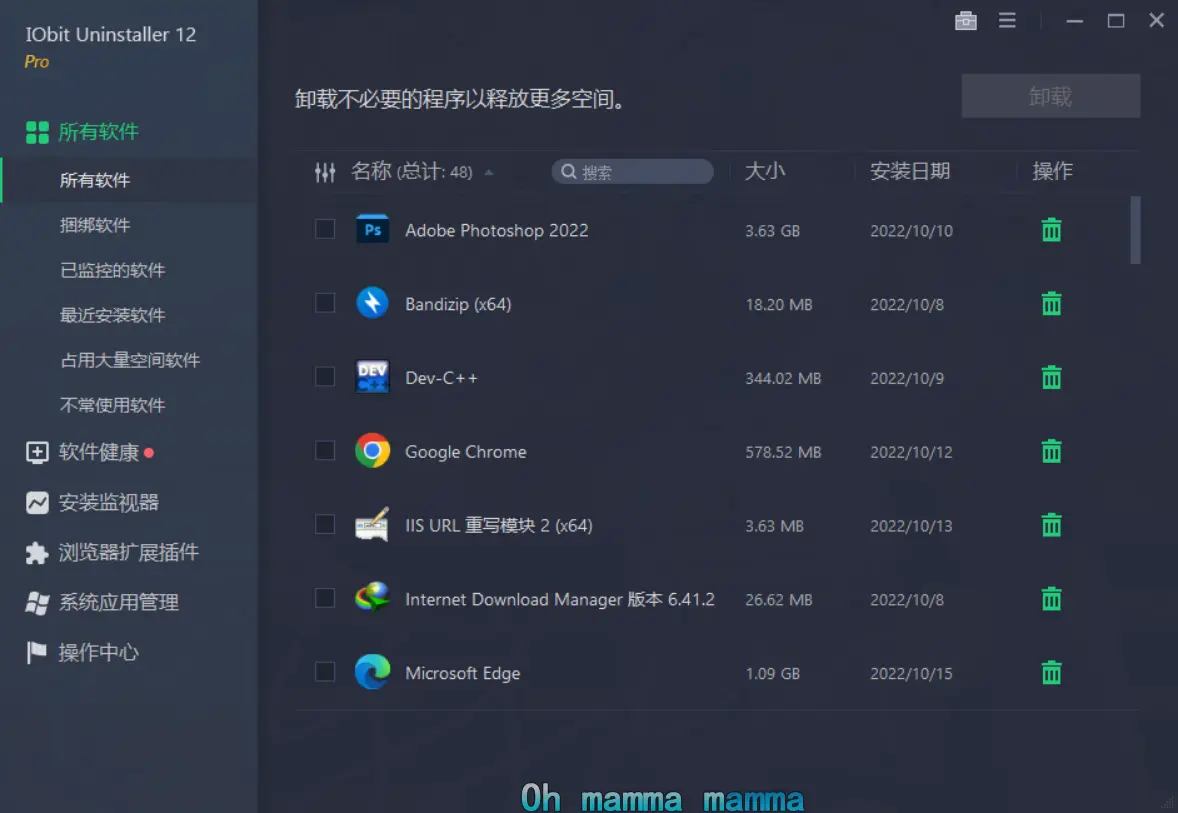 IObit Uninstaller 12
Pro
所有软件
所有软件
捆绑软件
已监控的软件
最近安装软件
占用大量空间软件
不常使用软件
软件健康
安装监视器
浏览器扩展插件
系统应用管理
操作中心
卸载不必要的程序以释放更多空间。
卸载
名称 (总计: 48) 搜索 大小 安装日期 操作
Ps Adobe Photoshop 2022 3.63 GB 2022/10/10
Bandizip (x64) 18.20 MB 2022/10/8
DEV C++ Dev-C++ 344.02 MB 2022/10/9
Google Chrome 578.52 MB 2022/10/12
IIS URL 重写模块 2 (x64) 3.63 MB 2022/10/13
Internet Download Manager 版本 6.41.2 26.62 MB 2022/10/8
Microsoft Edge 1.09 GB 2022/10/15
Oh mamma mamma